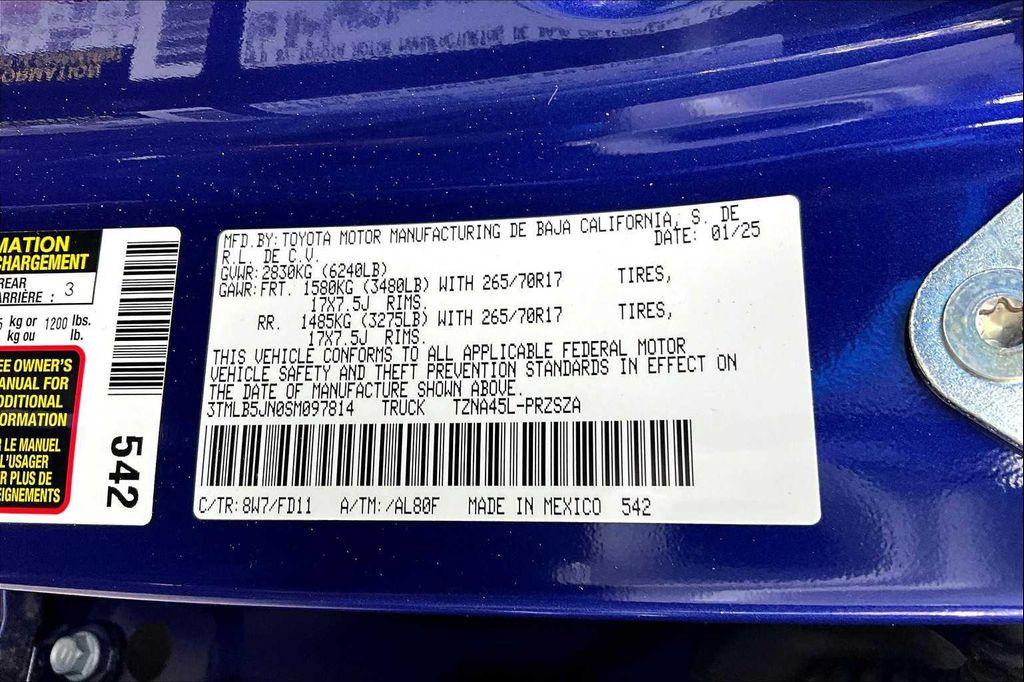 MATION
CHARGEMENT
REAR
ARRIÈRE : 3
kg or 1200 lbs.
kg ou lb.
EE OWNER'S
MANUAL FOR
DDITIONAL
ORMATION
LE MANUEL
L'USAGER
R PLUS DE
EIGNEMENTS
542
MFD.BY:TOYOTA MOTOR MANUFACTURING DE BAJA CALIFORNIA, S. DE
R.L. DE C.V. DATE: 01/25
GVWR:2830KG (6240LB)
GAWR:FRT. 1580KG (3480LB) WITH 265/70R17 TIRES,
17X7.5J RIMS.
RR. 1485KG (3275LB) WITH 265/70R17 TIRES,
17X7.5J RIMS.
THIS VEHICLE CONFORMS TO ALL APPLICABLE FEDERAL MOTOR
VEHICLE SAFETY AND THEFT PREVENTION STANDARDS IN EFFECT ON
THE DATE OF MANUFACTURE SHOWN ABOVE.
3TMLB5JN0SM097814 TRUCK TZNA45L-PRZSZA
C/TR:8W7/FD11 A/TM:/AL80F MADE IN MEXICO 542